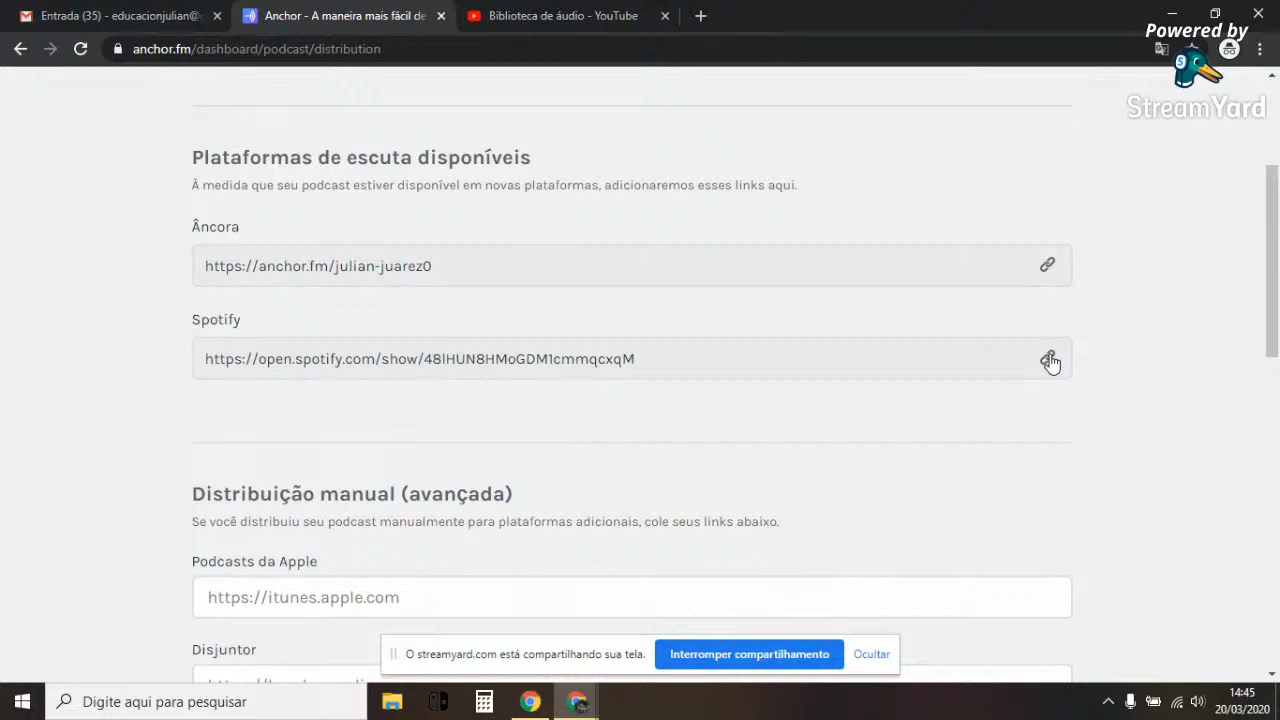 Entrada (35) - educacionjulian@
Anchor - A maneira mais fácil de
Biblioteca de áudio - YouTube
anchor.fm/dashboard/podcast/distribution
Powered by
StreamYard
Plataformas de escuta disponíveis
À medida que seu podcast estiver disponível em novas plataformas, adicionaremos esses links aqui.
Âncora
https://anchor.fm/julian-juarez0
Spotify
https://open.spotify.com/show/48lHUN8HMoGDM1cmmqcxqM
Distribuição manual (avançada)
Se você distribuiu seu podcast manualmente para plataformas adicionais, cole seus links abaixo.
Podcasts da Apple
https://itunes.apple.com
Disjuntor
O streamyard.com está compartilhando sua tela.
Interromper compartilhamento
Ocultar
Digite aqui para pesquisar
14:45
20/03/2020